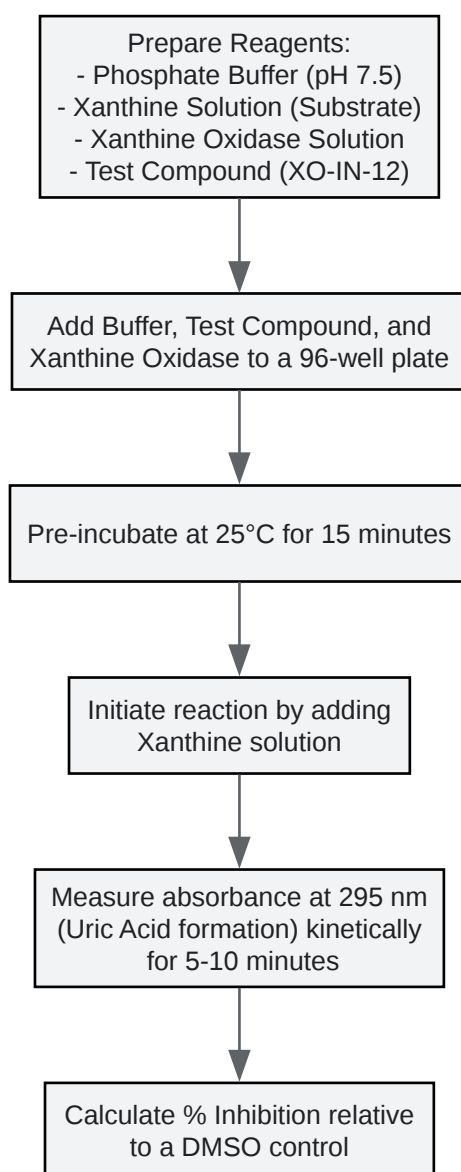 Prepare Reagents:
- Phosphate Buffer (pH 7.5)
- Xanthine Solution (Substrate)
- Xanthine Oxidase Solution
- Test Compound (XO-IN-12)
Add Buffer, Test Compound, and
Xanthine Oxidase to a 96-well plate
Pre-incubate at 25°C for 15 minutes
Initiate reaction by adding
Xanthine solution
Measure absorbance at 295 nm
(Uric Acid formation) kinetically
for 5-10 minutes
Calculate % Inhibition relative
to a DMSO control